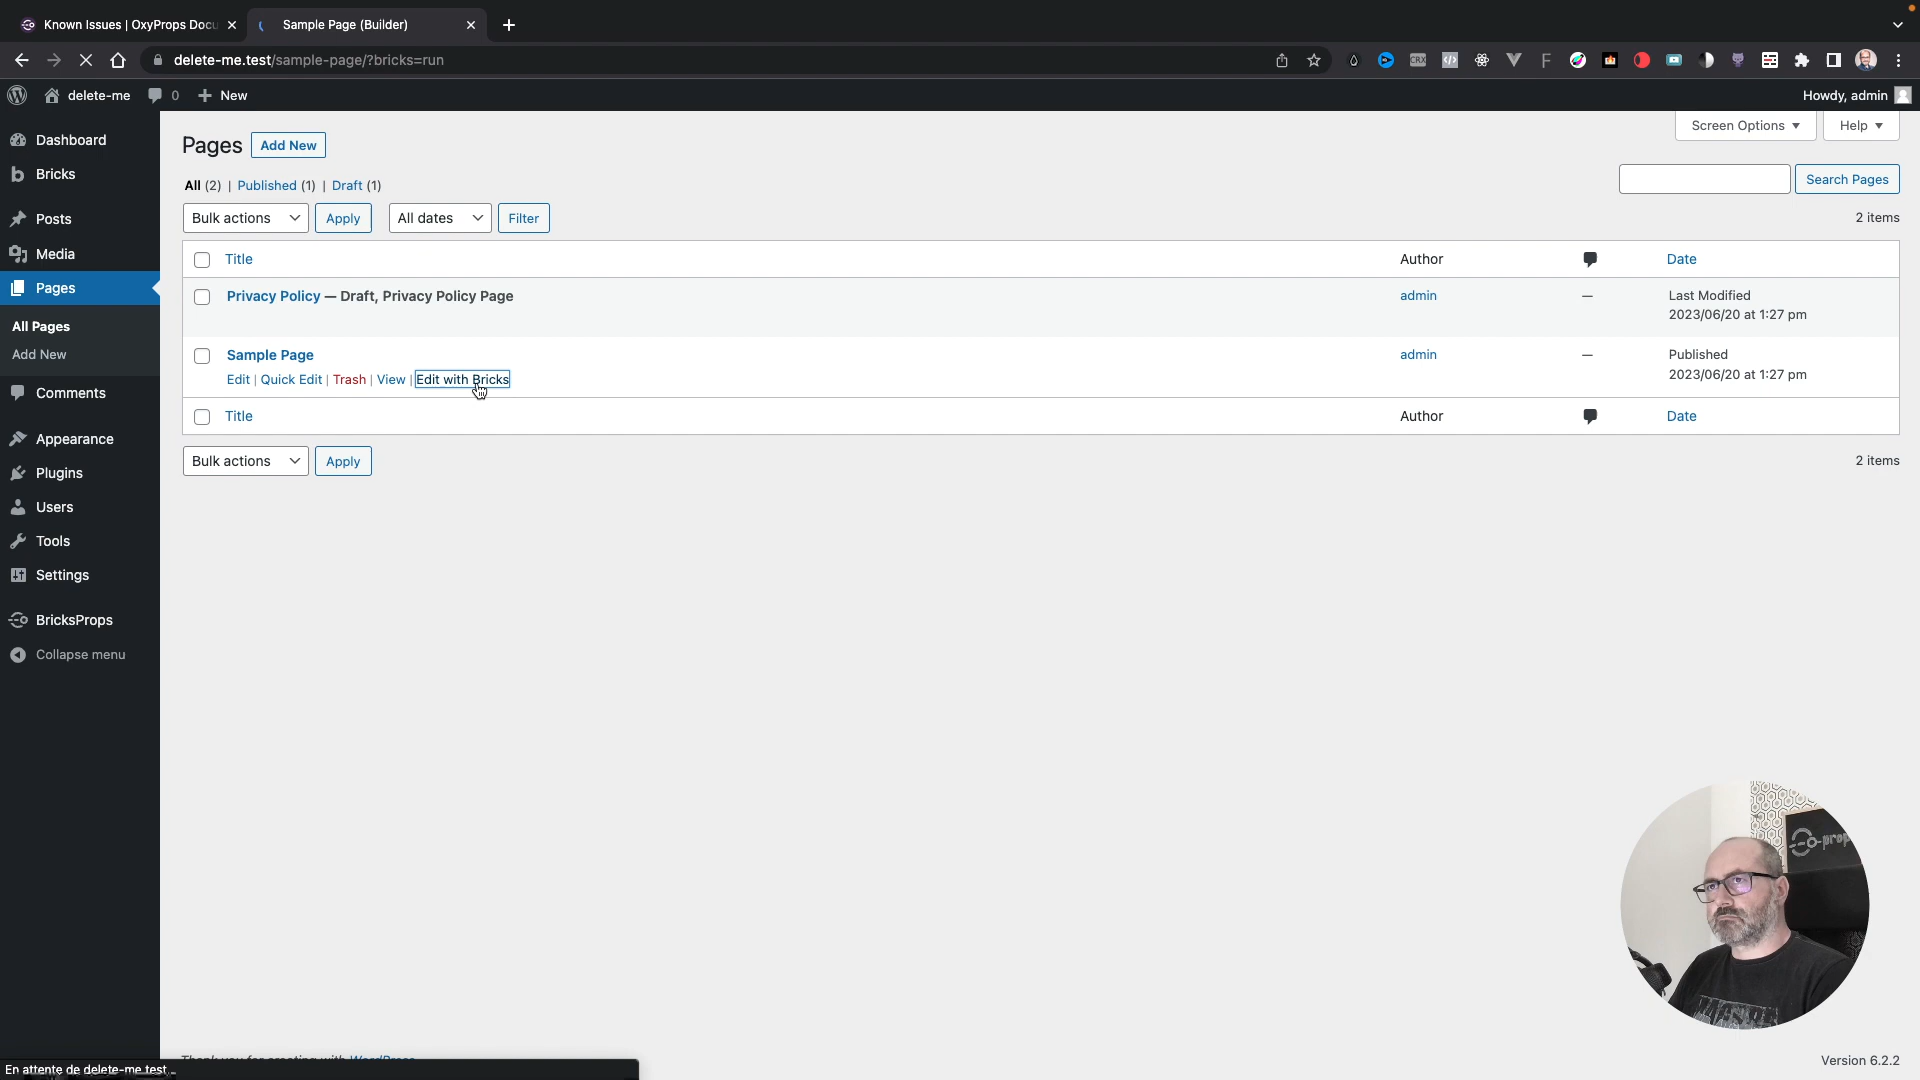 Known Issues | OxyProps Docu
Sample Page (Builder)
delete-me.test/sample-page/?bricks=run
delete-me
0
New
Howdy, admin
Dashboard
Bricks
Posts
Media
Pages
All Pages
Add New
Comments
Appearance
Plugins
Users
Tools
Settings
BricksProps
Collapse menu
Pages
Add New
Screen Options
Help
All (2) | Published (1) | Draft (1)
Search Pages
Bulk actions
Apply
All dates
Filter
2 items
Title
Author
Date
Privacy Policy — Draft, Privacy Policy Page
admin
—
Last Modified
2023/06/20 at 1:27 pm
Sample Page
Edit | Quick Edit | Trash | View | Edit with Bricks
admin
—
Published
2023/06/20 at 1:27 pm
Title
Author
Date
Bulk actions
Apply
2 items
Thank you for creating with WordPress
Version 6.2.2
En attente de delete-me.test…
CRX